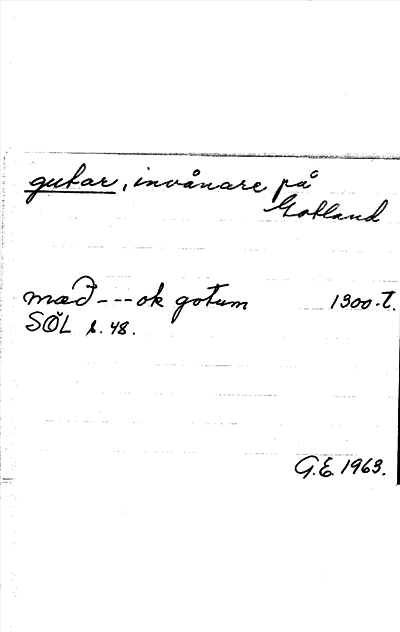 gutar, invånare på
Gotland
mæð --- ok gotum 1300-t.
SÖL s. 48.
G.E. 1963.